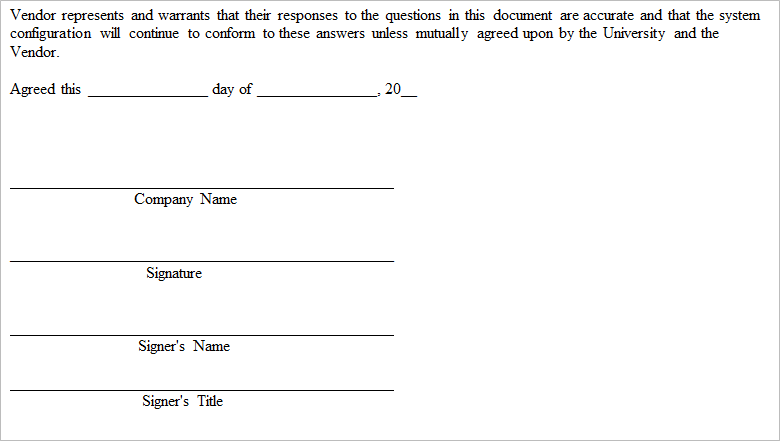 Vendor represents and warrants that their responses to the questions in this document are accurate and that the system
configuration will continue to conform to these answers unless mutually agreed upon by the University and the
Vendor.
Agreed this ________________ day of ________________, 20__
Company Name
Signature
Signer's Name
Signer's Title